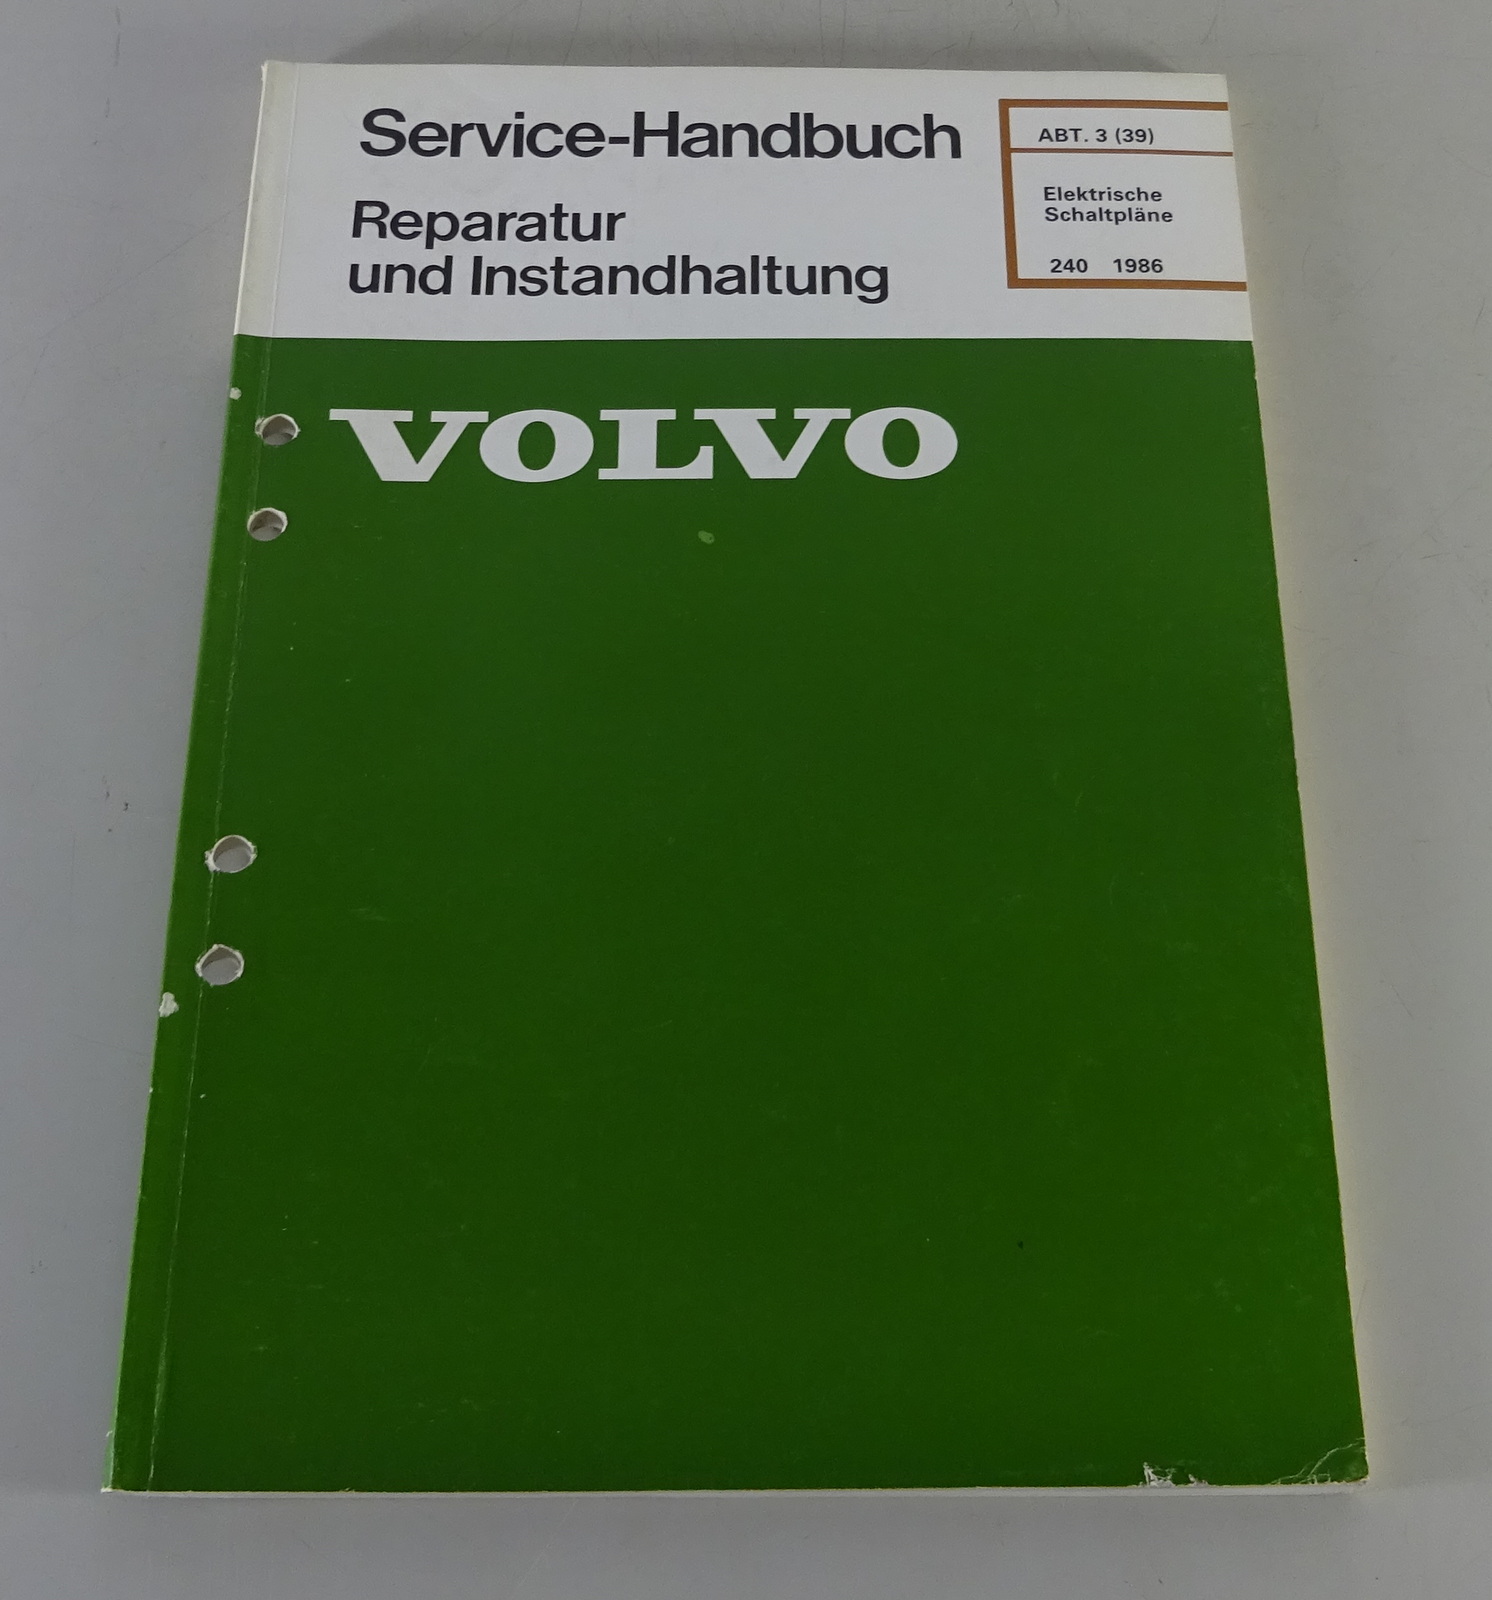 Service-Handbuch
Reparatur
und Instandhaltung
ABT. 3 (39)
Elektrische
Schaltpläne
240 1986
VOLVO